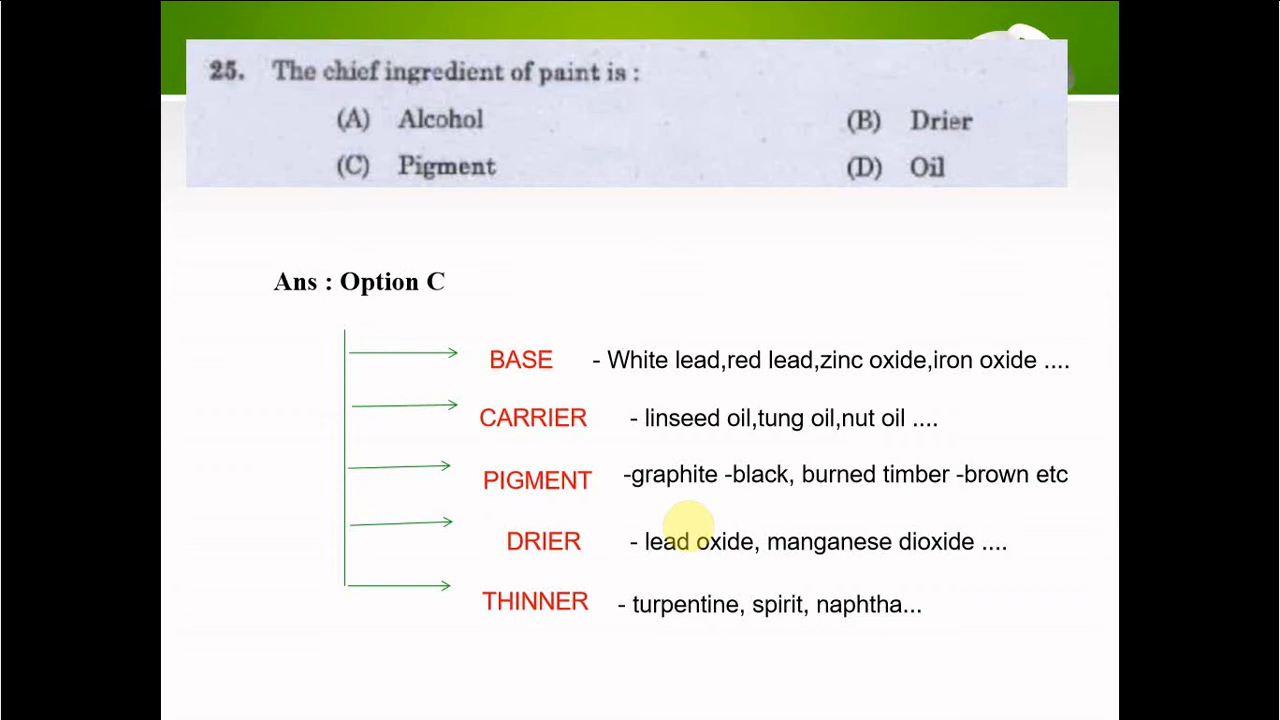 25. The chief ingredient of paint is :
(A) Alcohol (B) Drier
(C) Pigment (D) Oil
Ans : Option C
BASE - White lead,red lead,zinc oxide,iron oxide ....
CARRIER - linseed oil,tung oil,nut oil ....
PIGMENT -graphite -black, burned timber -brown etc
DRIER - lead oxide, manganese dioxide ....
THINNER - turpentine, spirit, naphtha...